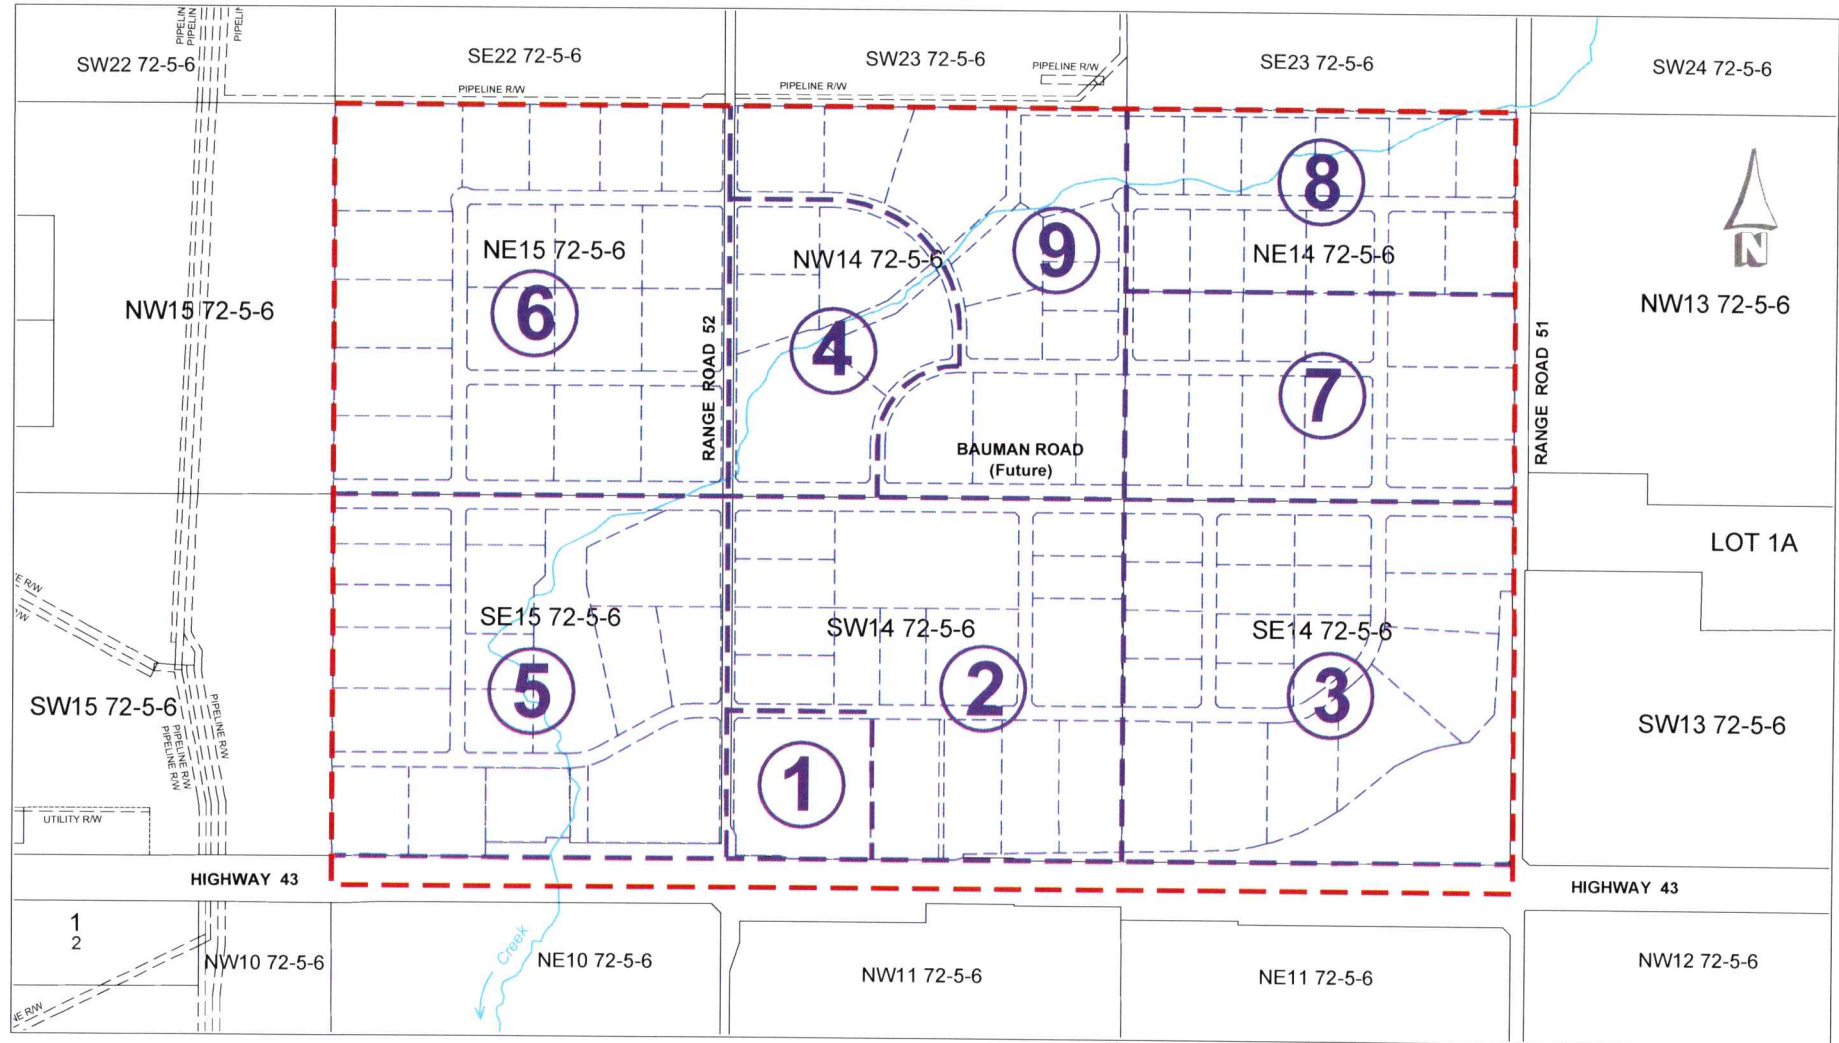 PIPELIN
PIPELIN
PIPELIN
SW22 72-5-6
SE22 72-5-6
SW23 72-5-6
PIPELINE R/W
SE23 72-5-6
SW24 72-5-6
PIPELINE R/W
PIPELINE R/W
8
N
9
NE15 72-5-6
NW14 72-5-6
NE14 72-5-6
NW15 72-5-6
NW13 72-5-6
6
4
RANGE ROAD 52
7
RANGE ROAD 51
BAUMAN ROAD
(Future)
LOT 1A
E R/W
/W
SE15 72-5-6
SW14 72-5-6
SE14 72-5-6
5
2
3
SW15 72-5-6
PIPELINE R/W
PIPELINE R/W
PIPELINE R/W
SW13 72-5-6
1
UTILITY R/W
HIGHWAY 43
HIGHWAY 43
1
2
NW10 72-5-6
Creek
NE10 72-5-6
NW11 72-5-6
NE11 72-5-6
NW12 72-5-6
NE R/W